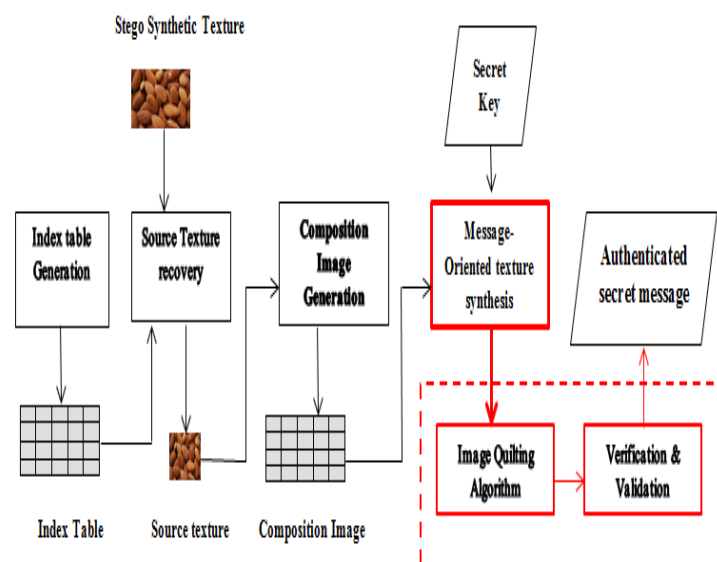 Stego Synthetic Texture
Secret
Key
Index table
Generation
Source Texture
recovery
Composition
Image
Generation
Message-
Oriented texture
synthesis
Authenticated
secret message
Image Quilting
Algorithm
Verification &
Validation
Index Table
Source texture
Composition Image